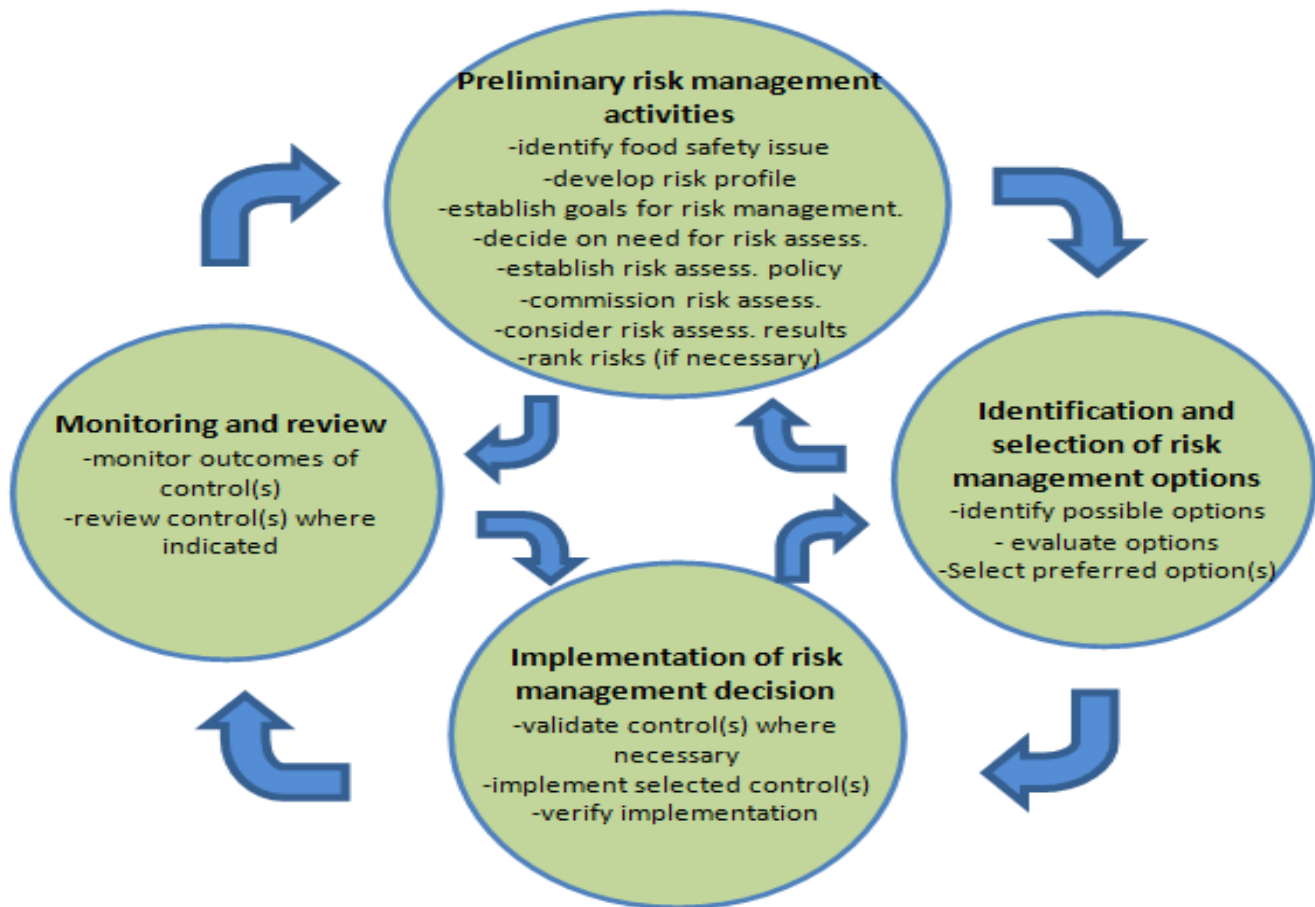 Preliminary risk management
activities
-identify food safety issue
-develop risk profile
-establish goals for risk management.
-decide on need for risk assess.
-establish risk assess. policy
-commission risk assess.
-consider risk assess. results
-rank risks (if necessary)
Monitoring and review
-monitor outcomes of
control(s)
-review control(s) where
indicated
Identification and
selection of risk
management options
-identify possible options
- evaluate options
-Select preferred option(s)
Implementation of risk
management decision
-validate control(s) where
necessary
-implement selected control(s)
-verify implementation